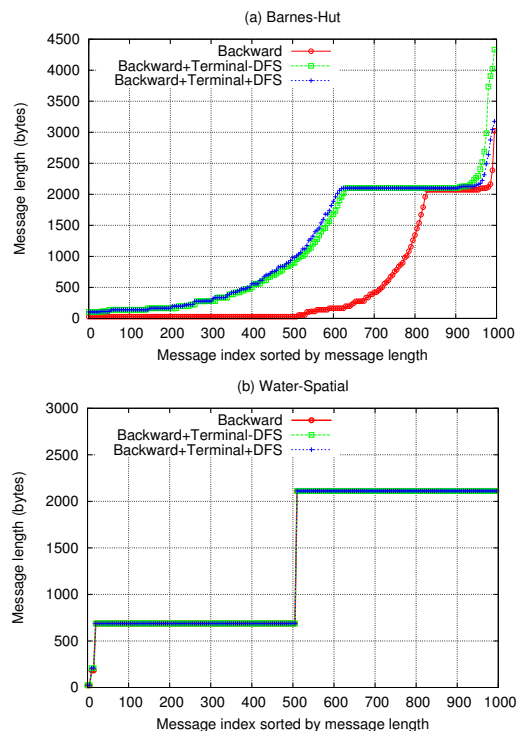 (a) Barnes-Hut
4500
4000
3500
3000
2500
2000
1500
1000
500
0
Message length (bytes)
Backward
Backward+Terminal-DFS
Backward+Terminal+DFS
0 100 200 300 400 500 600 700 800 900 1000
Message index sorted by message length
(b) Water-Spatial
3000
2500
2000
1500
1000
500
0
Message length (bytes)
Backward
Backward+Terminal-DFS
Backward+Terminal+DFS
0 100 200 300 400 500 600 700 800 900 1000
Message index sorted by message length